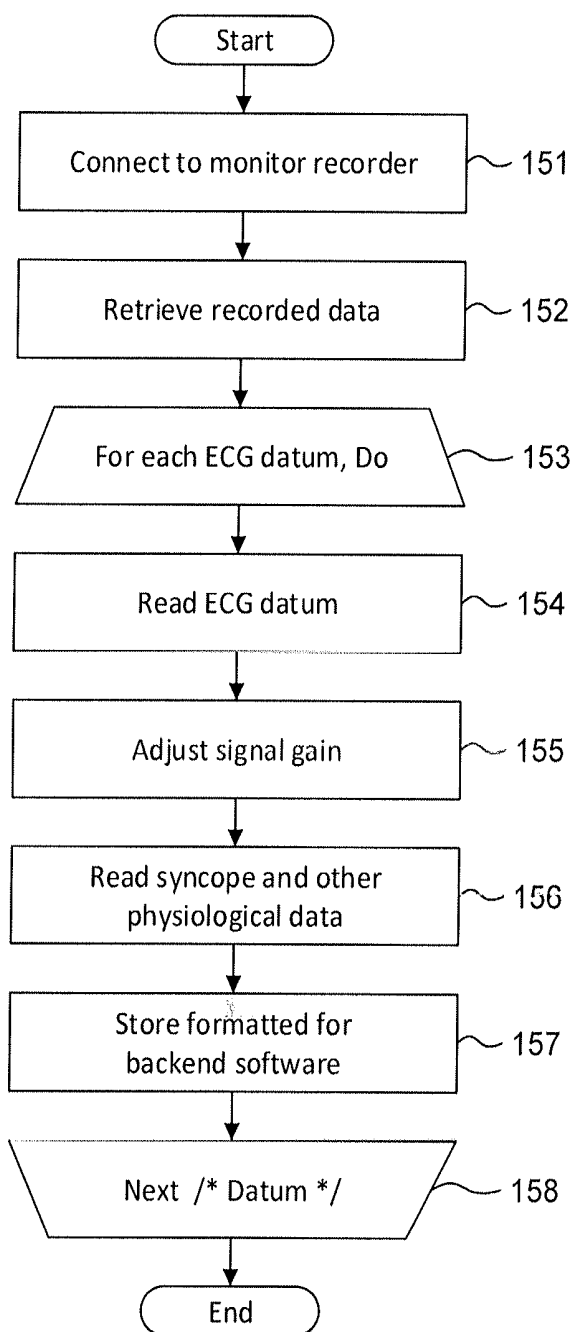 Start
Connect to monitor recorder
151
Retrieve recorded data
152
For each ECG datum, Do
153
Read ECG datum
154
Adjust signal gain
155
Read syncope and other
physiological data
156
Store formatted for
backend software
157
Next /* Datum */
158
End